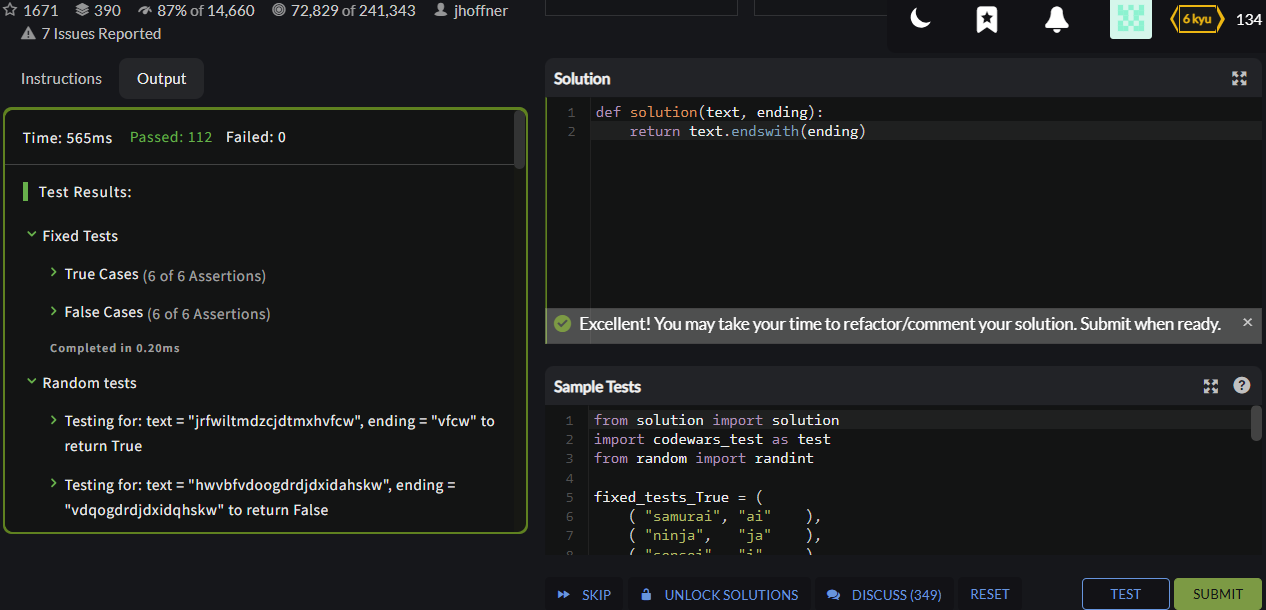 1671 390 87% of 14,660 72,829 of 241,343 jhoffner
7 Issues Reported
6 kyu 134
Instructions Output
Time: 565ms Passed: 112 Failed: 0
Test Results:
Fixed Tests
True Cases (6 of 6 Assertions)
False Cases (6 of 6 Assertions)
Completed in 0.20ms
Random tests
Testing for: text = "jrfwiltmdzcjdtmxhvfcw", ending = "vfcw" to
return True
Testing for: text = "hwvbfvdoogdrdjdxidahskw", ending =
"vdqogdrdjdxidqhskw" to return False
Solution
1 def solution(text, ending):
2 return text.endswith(ending)
Excellent! You may take your time to refactor/comment your solution. Submit when ready.
Sample Tests
1 from solution import solution
2 import codewars_test as test
3 from random import randint
4
5 fixed_tests_True = (
6 ( "samurai", "ai" ),
7 ( "ninja", "ja" ),
8 ( "sensei", "i" ),
SKIP UNLOCK SOLUTIONS DISCUSS (349) RESET TEST SUBMIT